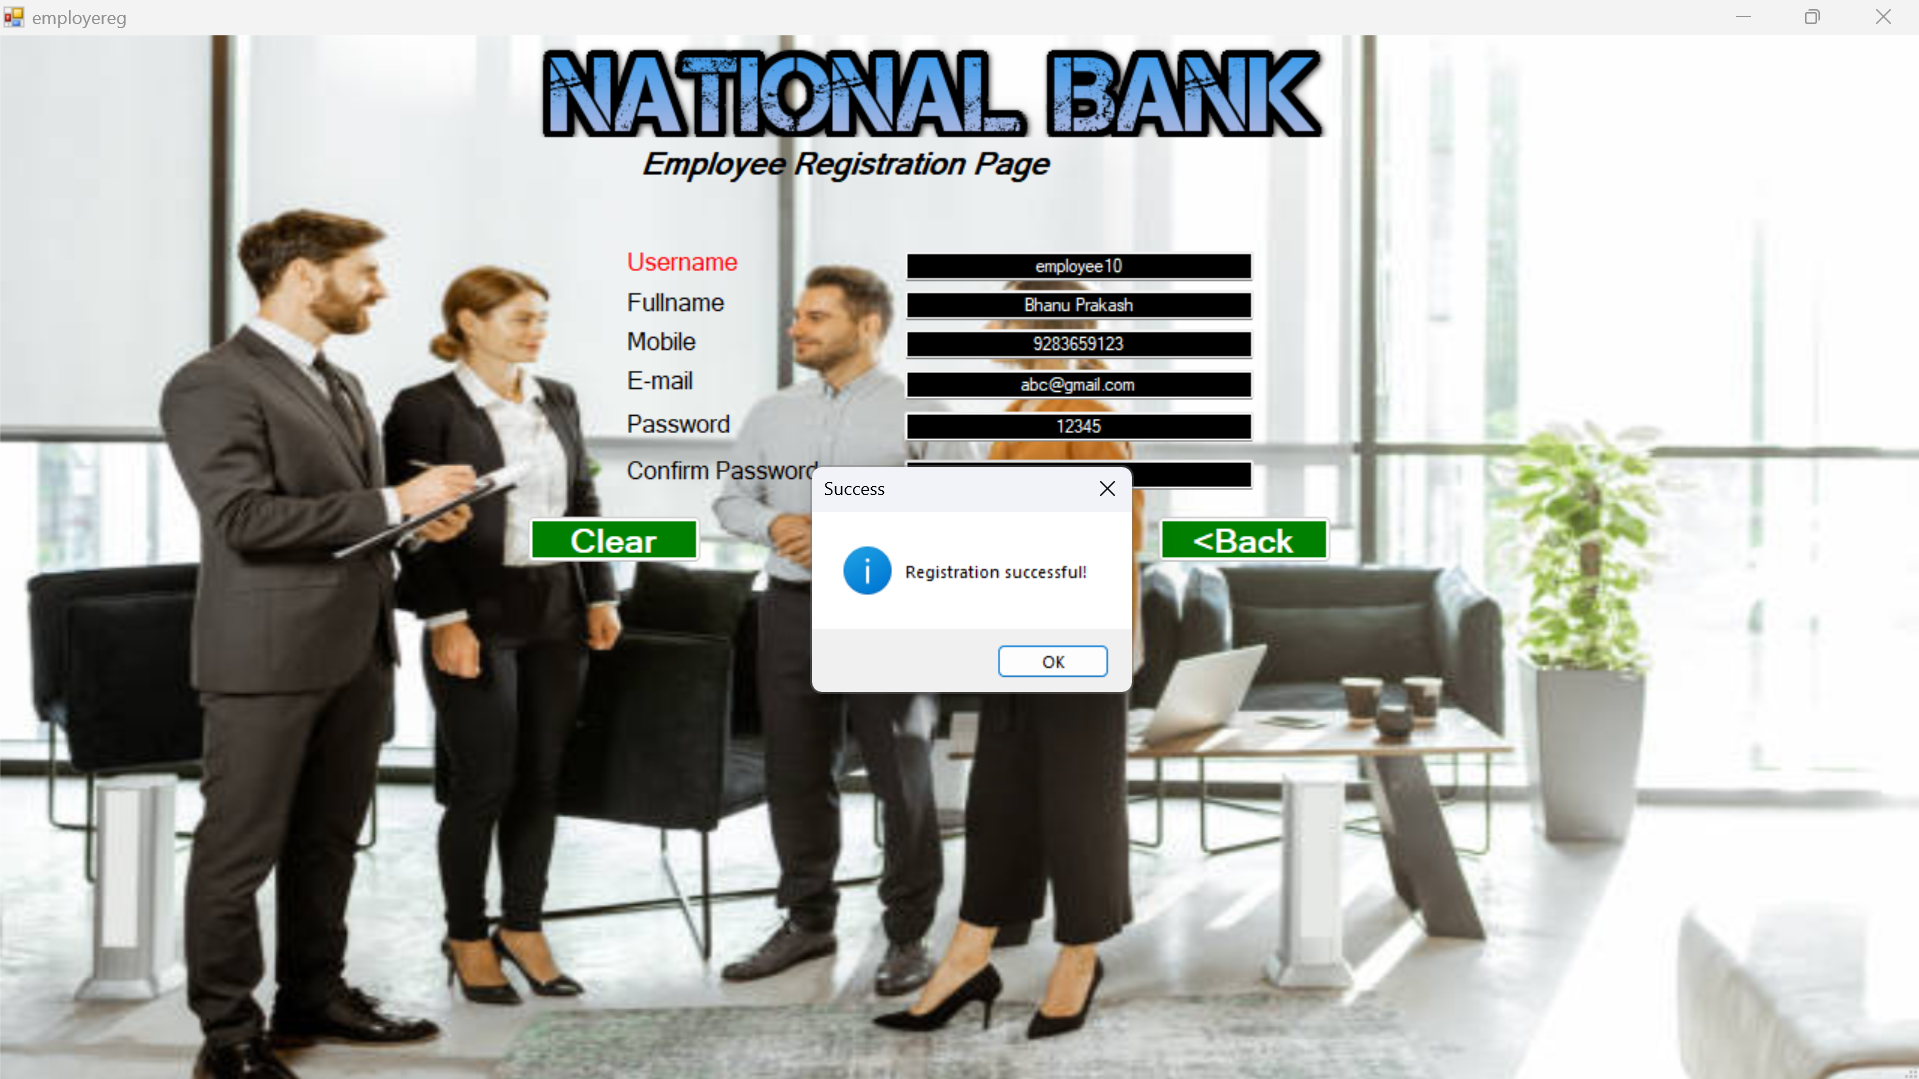 employereg
NATIONAL BANK
Employee Registration Page
Username employee10
Fullname Bhanu Prakash
Mobile 9283659123
E-mail abc@gmail.com
Password 12345
Confirm Password
Success
Clear <Back
Registration successful!
OK